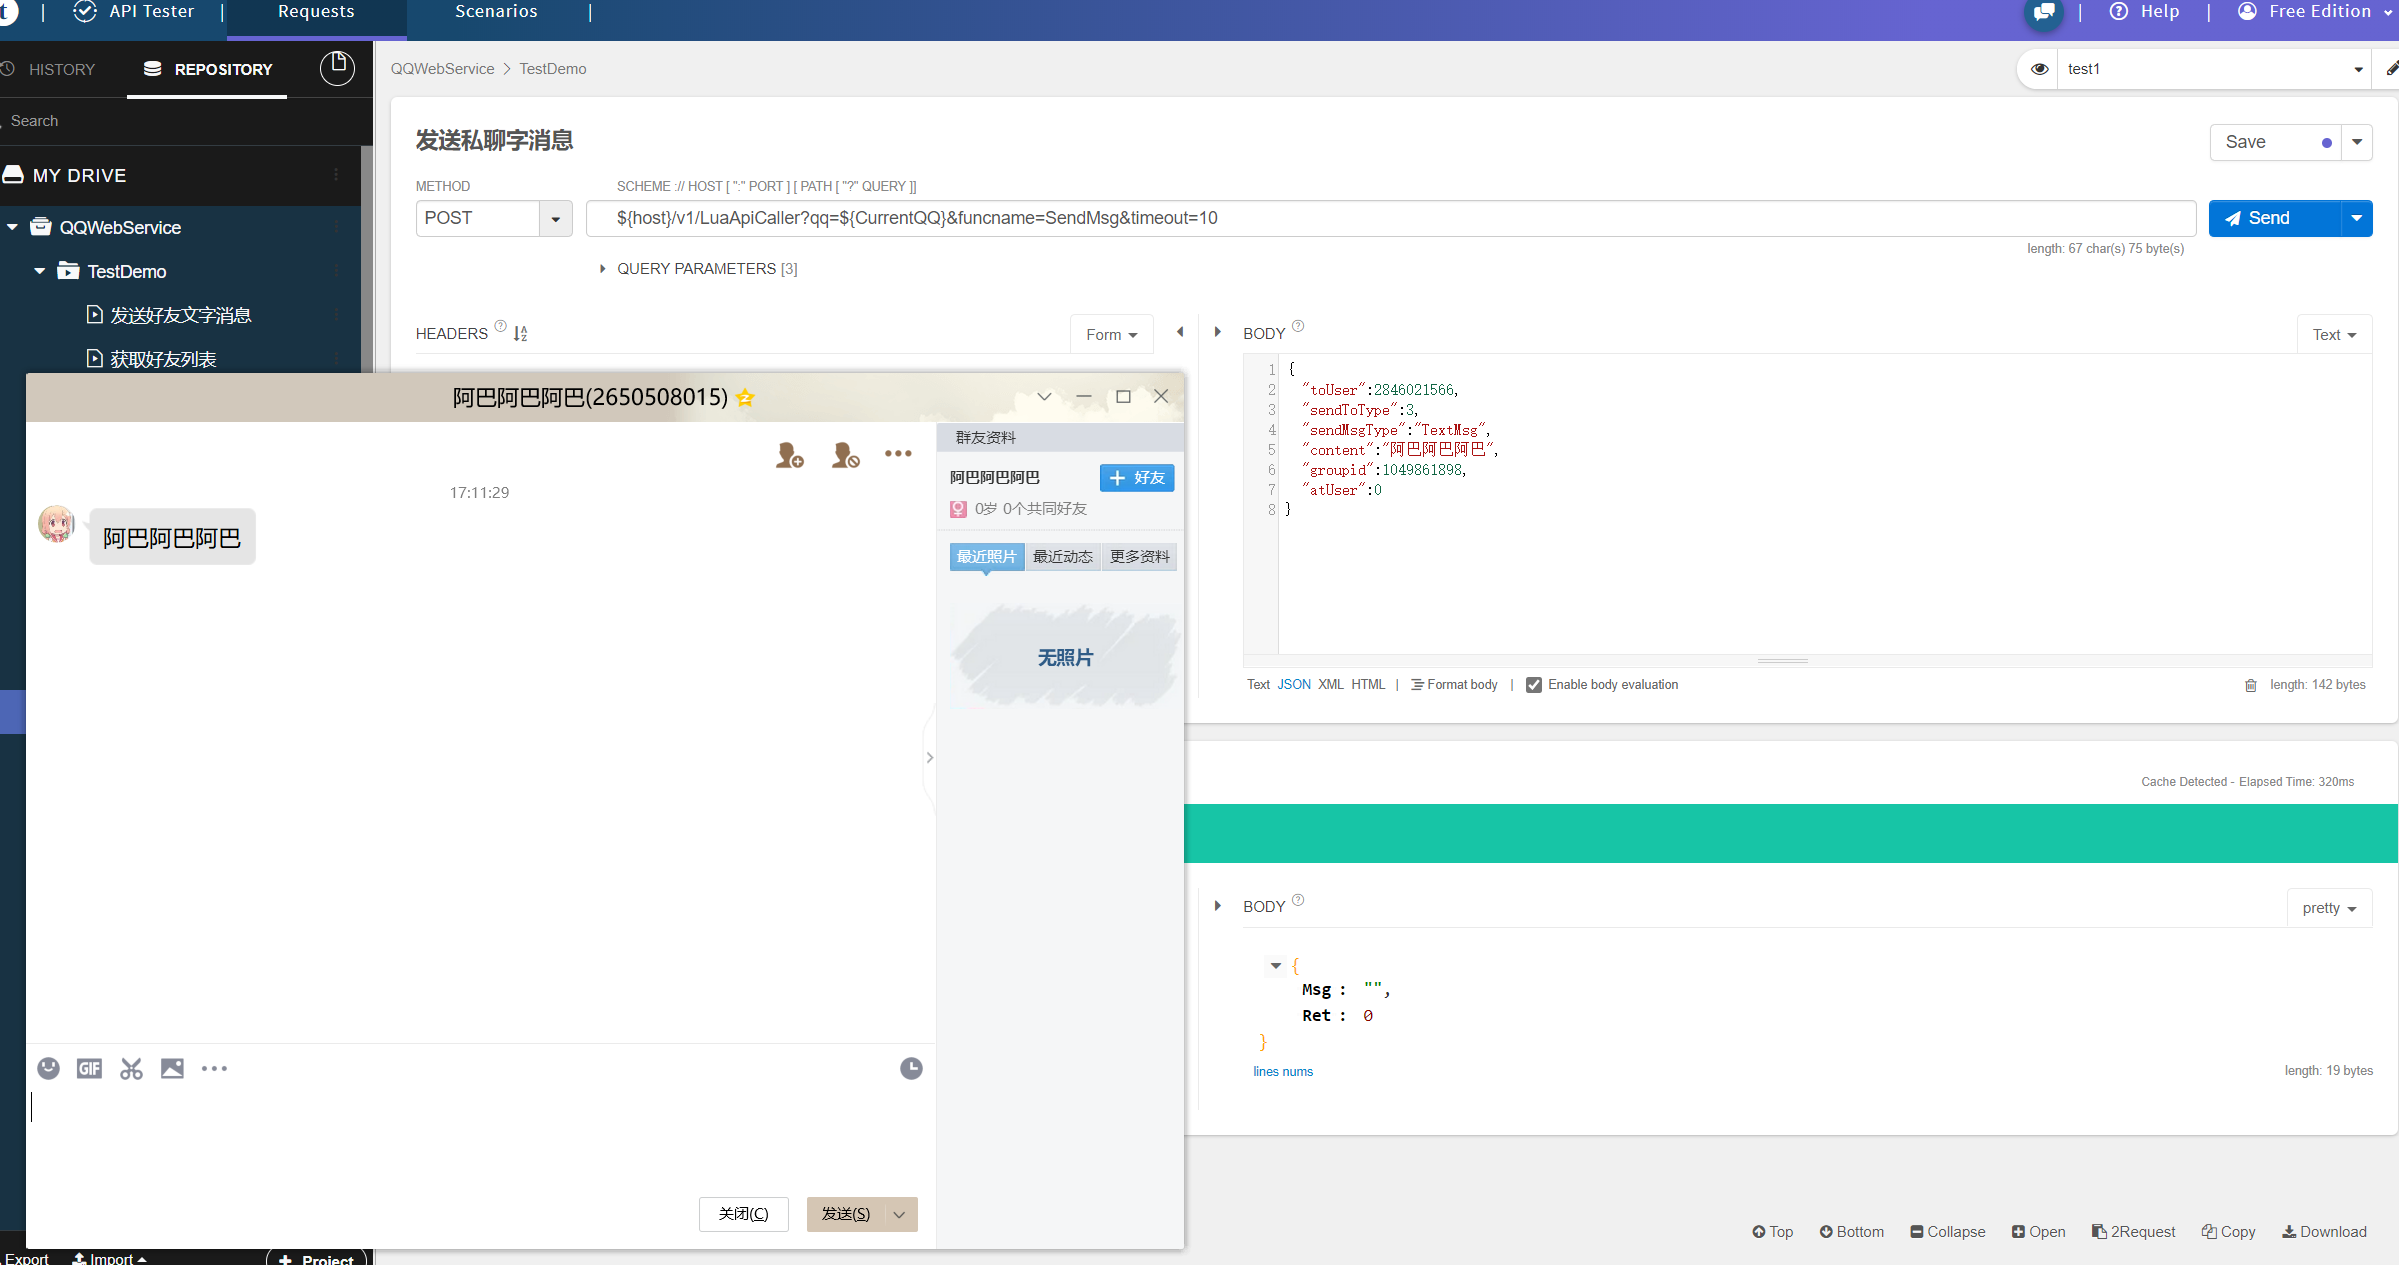 t | API Tester | Requests Scenarios | | Help | Free Edition
HISTORY REPOSITORY
Search
MY DRIVE
QQWebService
TestDemo
发送好友文字消息
获取好友列表
QQWebService > TestDemo
test1
发送私聊字消息
Save
METHOD
SCHEME :// HOST [ ":" PORT ] [ PATH [ "?" QUERY ]]
POST
${host}/v1/LuaApiCaller?qq=${CurrentQQ}&funcname=SendMsg&timeout=10
Send
length: 67 char(s) 75 byte(s)
QUERY PARAMETERS [3]
HEADERS ?
Form
BODY ?
Text
1 {
2 "toUser":2846021566,
3 "sendToType":3,
4 "sendMsgType":"TextMsg",
5 "content":"阿巴阿巴阿巴",
6 "groupid":1049861898,
7 "atUser":0
8 }
Text JSON XML HTML | Format body | Enable body evaluation
length: 142 bytes
阿巴阿巴阿巴(2650508015)
17:11:29
阿巴阿巴阿巴
群友资料
阿巴阿巴阿巴
+ 好友
0岁 0个共同好友
最近照片 最近动态 更多资料
无照片
GIF
关闭(C) 发送(S)
Cache Detected - Elapsed Time: 320ms
BODY ?
pretty
{
Msg : "",
Ret : 0
}
lines nums
length: 19 bytes
Top Bottom Collapse Open 2Request Copy Download
Export Import + Project